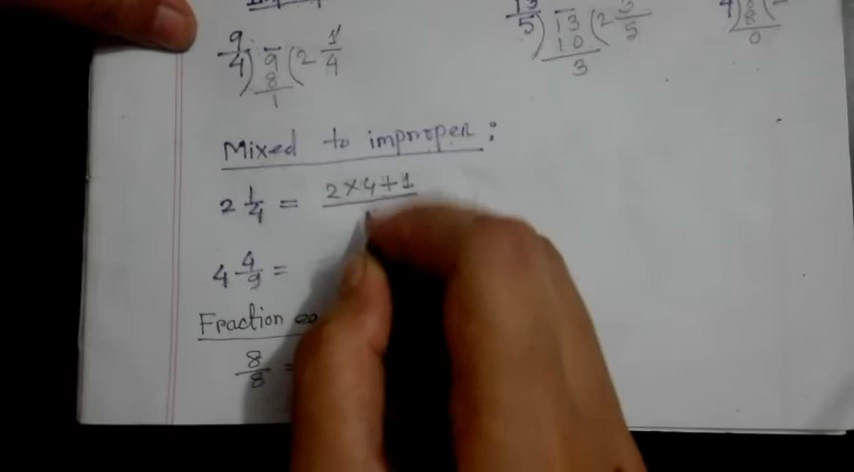 9/4) 9 (2 1/4
8
1
13/5) 13 (2 3/5
10
3
8
0
Mixed to improper:
2 1/4 = 2×4+1
4 4/9 =
Fraction
8/8 =